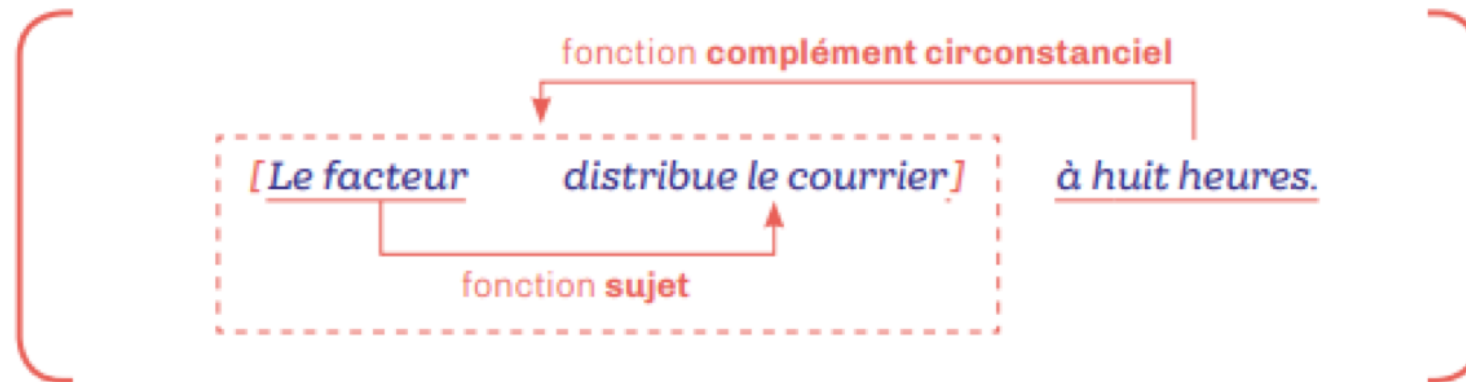 fonction complément circonstanciel
[Le facteur distribue le courrier] à huit heures.
fonction sujet